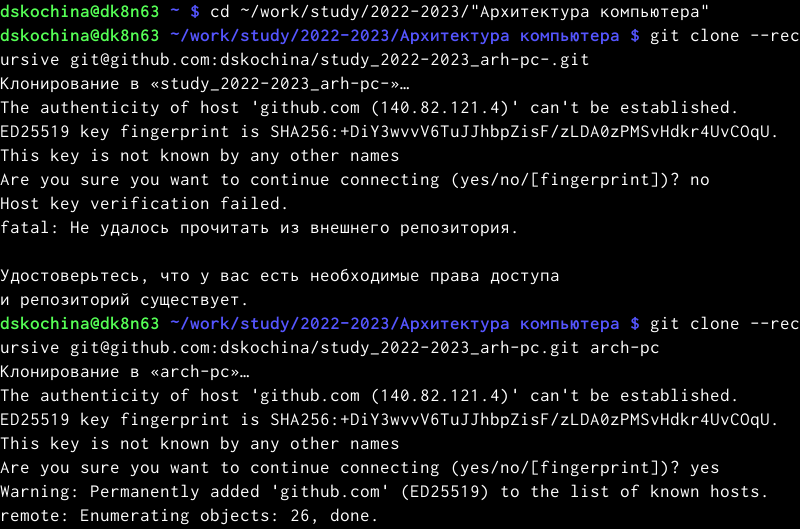 dskochina@dk8n63 ~ $ cd ~/work/study/2022-2023/"Архитектура компьютера"
dskochina@dk8n63 ~/work/study/2022-2023/Архитектура компьютера $ git clone --rec
ursive git@github.com:dskochina/study_2022-2023_arh-pc-.git
Клонирование в «study_2022-2023_arh-pc-»…
The authenticity of host 'github.com (140.82.121.4)' can't be established.
ED25519 key fingerprint is SHA256:+DiY3wvvV6TuJJhbpZisF/zLDA0zPMSvHdkr4UvCOqU.
This key is not known by any other names
Are you sure you want to continue connecting (yes/no/[fingerprint])? no
Host key verification failed.
fatal: Не удалось прочитать из внешнего репозитория.
Удостоверьтесь, что у вас есть необходимые права доступа
и репозиторий существует.
dskochina@dk8n63 ~/work/study/2022-2023/Архитектура компьютера $ git clone --rec
ursive git@github.com:dskochina/study_2022-2023_arh-pc.git arch-pc
Клонирование в «arch-pc»…
The authenticity of host 'github.com (140.82.121.4)' can't be established.
ED25519 key fingerprint is SHA256:+DiY3wvvV6TuJJhbpZisF/zLDA0zPMSvHdkr4UvCOqU.
This key is not known by any other names
Are you sure you want to continue connecting (yes/no/[fingerprint])? yes
Warning: Permanently added 'github.com' (ED25519) to the list of known hosts.
remote: Enumerating objects: 26, done.